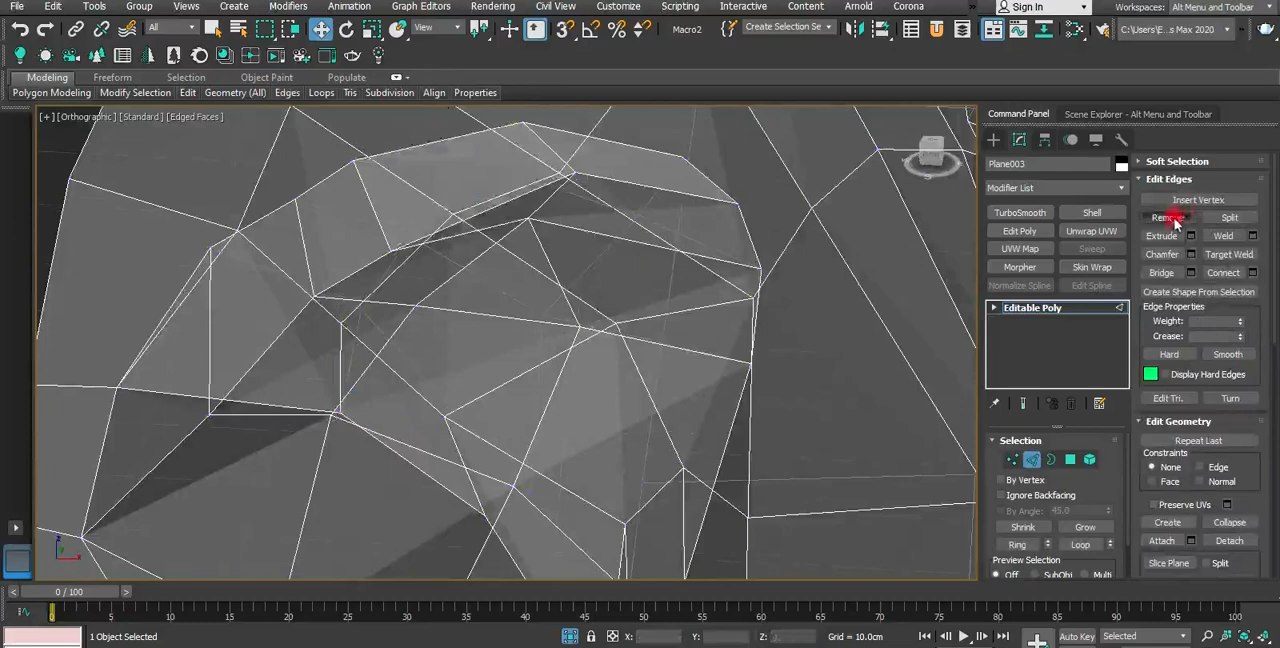 File Edit Tools Group Views Create Modifiers Animation Graph Editors Rendering Civil View Customize Scripting Interactive Content Arnold Corona Sign In Workspaces: Alt Menu and Toolbar
All View Macro2 Create Selection Se C:\Users\E...s Max 2020
Modeling Freeform Selection Object Paint Populate
Polygon Modeling Modify Selection Edit Geometry (All) Edges Loops Tris Subdivision Align Properties
[+] [Orthographic] [Standard] [Edged Faces]
Command Panel Scene Explorer - Alt Menu and Toolbar
Plane003
Modifier List
TurboSmooth Shell
Edit Poly Unwrap UVW
UVW Map Sweep
Morpher Skin Wrap
Normalize Spline Edit Spline
Editable Poly
Selection
By Vertex
Ignore Backfacing
By Angle: 45.0
Shrink Grow
Ring Loop
Preview Selection
Off SubObj Multi
Soft Selection
Edit Edges
Insert Vertex
Split
Extrude Weld
Chamfer Target Weld
Bridge Connect
Create Shape From Selection
Edge Properties
Weight:
Crease:
Hard Smooth
Display Hard Edges
Edit Tri. Turn
Edit Geometry
Repeat Last
Constraints
None Edge
Face Normal
Preserve UVs
Create Collapse
Attach Detach
Slice Plane Split
0 / 100
0 5 10 15 20 25 30 35 40 45 50 55 60 65 70 75 80 85 90 95 100
1 Object Selected X: Y: Z: Grid = 10.0cm Auto Key Selected